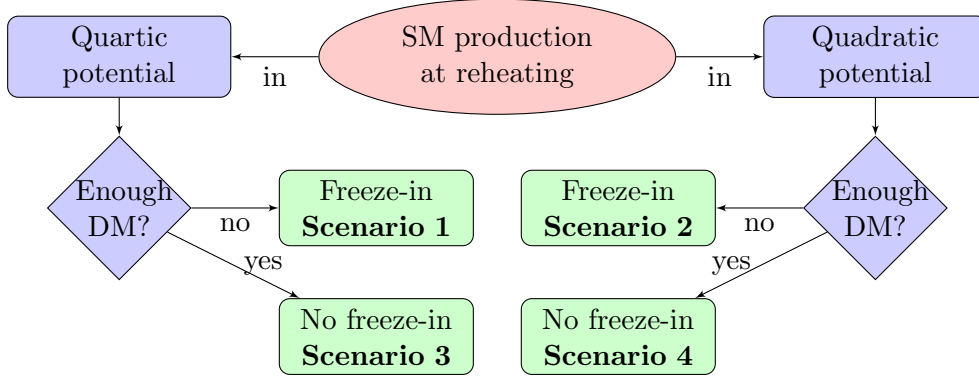 Quartic
potential
in
SM production
at reheating
in
Quadratic
potential
Enough
DM?
no
yes
Freeze-in
Scenario 1
Freeze-in
Scenario 2
no
yes
Enough
DM?
No freeze-in
Scenario 3
No freeze-in
Scenario 4